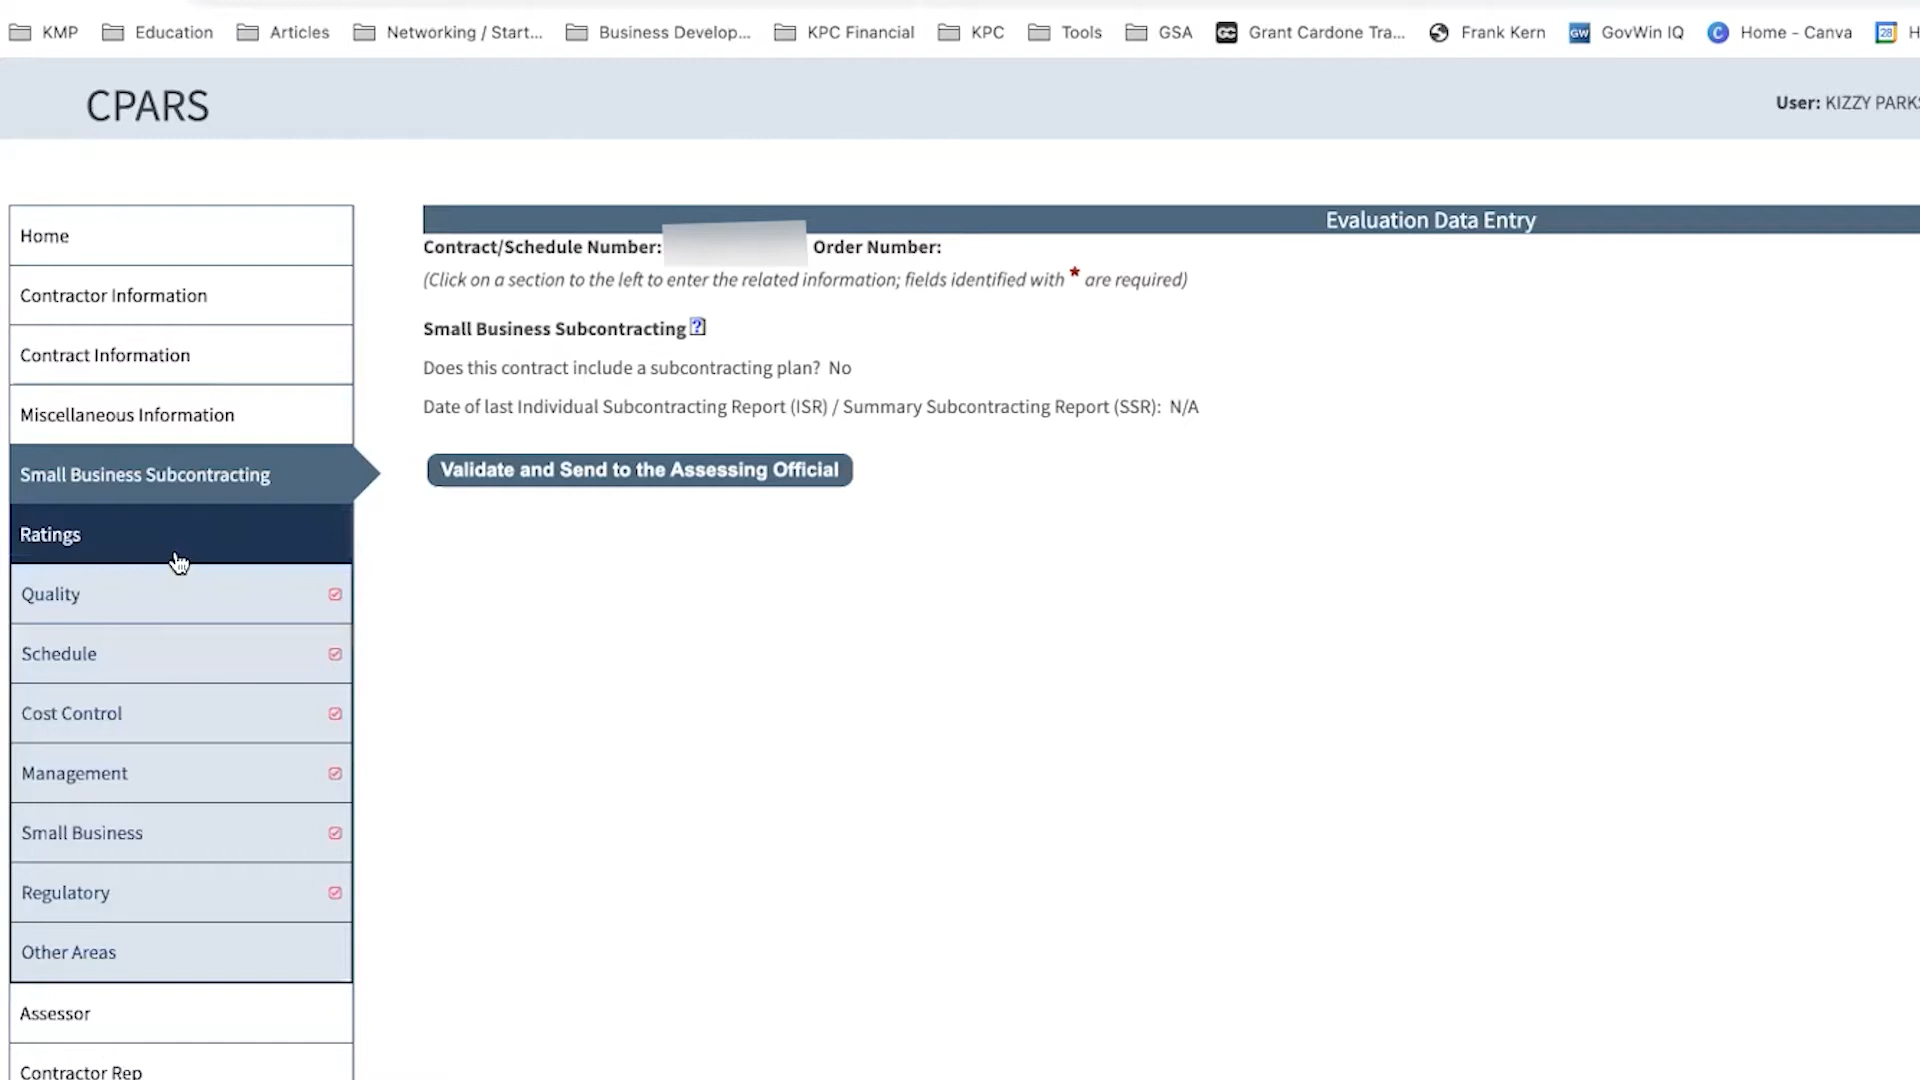 KMP Education Articles Networking / Start... Business Develop... KPC Financial KPC Tools GSA Grant Cardone Tra... Frank Kern GovWin IQ Home - Canva 28 H
CPARS
User: KIZZY PARKS
Evaluation Data Entry
Contract/Schedule Number: Order Number:
(Click on a section to the left to enter the related information; fields identified with * are required)
Small Business Subcontracting ?
Does this contract include a subcontracting plan? No
Date of last Individual Subcontracting Report (ISR) / Summary Subcontracting Report (SSR): N/A
Validate and Send to the Assessing Official
Home
Contractor Information
Contract Information
Miscellaneous Information
Small Business Subcontracting
Ratings
Quality
Schedule
Cost Control
Management
Small Business
Regulatory
Other Areas
Assessor
Contractor Rep